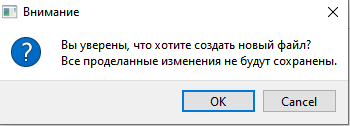 Внимание
Вы уверены, что хотите создать новый файл?
Все проделанные изменения не будут сохранены.
OK
Cancel